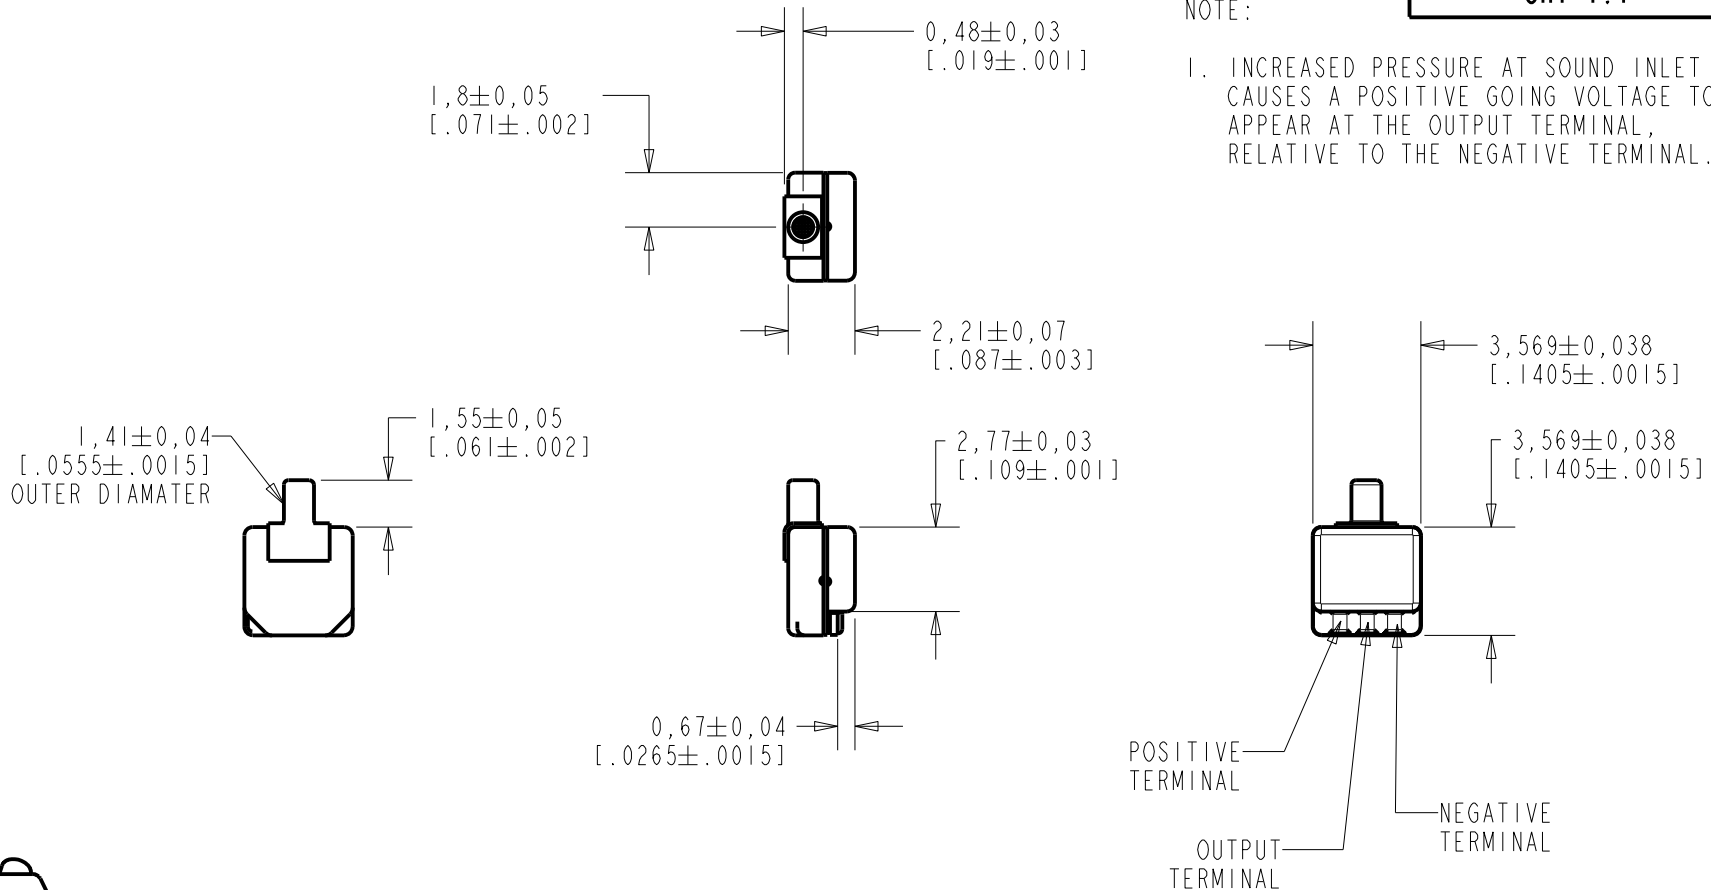 NOTE:
1. INCREASED PRESSURE AT SOUND INLET
CAUSES A POSITIVE GOING VOLTAGE TO
APPEAR AT THE OUTPUT TERMINAL,
RELATIVE TO THE NEGATIVE TERMINAL.
0,48±0,03
[.019±.001]
1,8±0,05
[.071±.002]
2,21±0,07
[.087±.003]
3,569±0,038
[.1405±.0015]
1,41±0,04
[.0555±.0015]
OUTER DIAMATER
1,55±0,05
[.061±.002]
2,77±0,03
[.109±.001]
3,569±0,038
[.1405±.0015]
0,67±0,04
[.0265±.0015]
POSITIVE
TERMINAL
NEGATIVE
TERMINAL
OUTPUT
TERMINAL